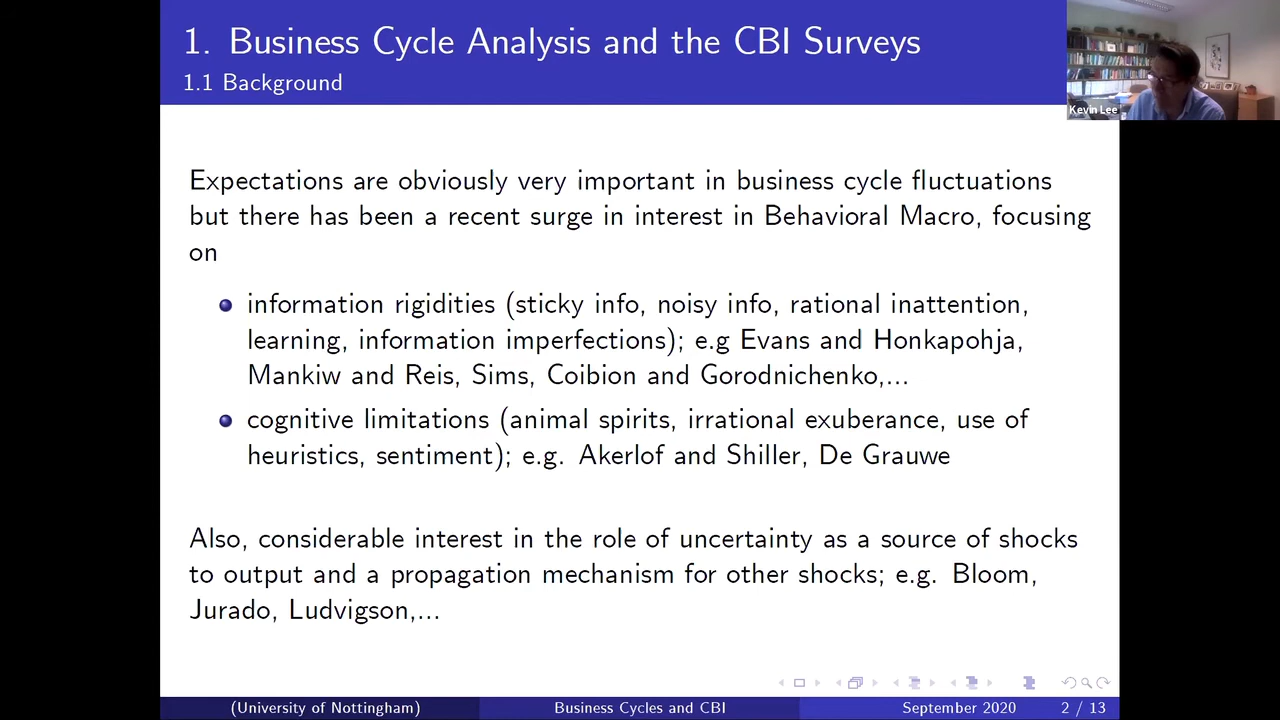 1. Business Cycle Analysis and the CBI Surveys
1.1 Background
Kevin Lee
Expectations are obviously very important in business cycle fluctuations
but there has been a recent surge in interest in Behavioral Macro, focusing
on
information rigidities (sticky info, noisy info, rational inattention,
learning, information imperfections); e.g Evans and Honkapohja,
Mankiw and Reis, Sims, Coibion and Gorodnichenko,...
cognitive limitations (animal spirits, irrational exuberance, use of
heuristics, sentiment); e.g. Akerlof and Shiller, De Grauwe
Also, considerable interest in the role of uncertainty as a source of shocks
to output and a propagation mechanism for other shocks; e.g. Bloom,
Jurado, Ludvigson,...
(University of Nottingham) Business Cycles and CBI September 2020 2 / 13